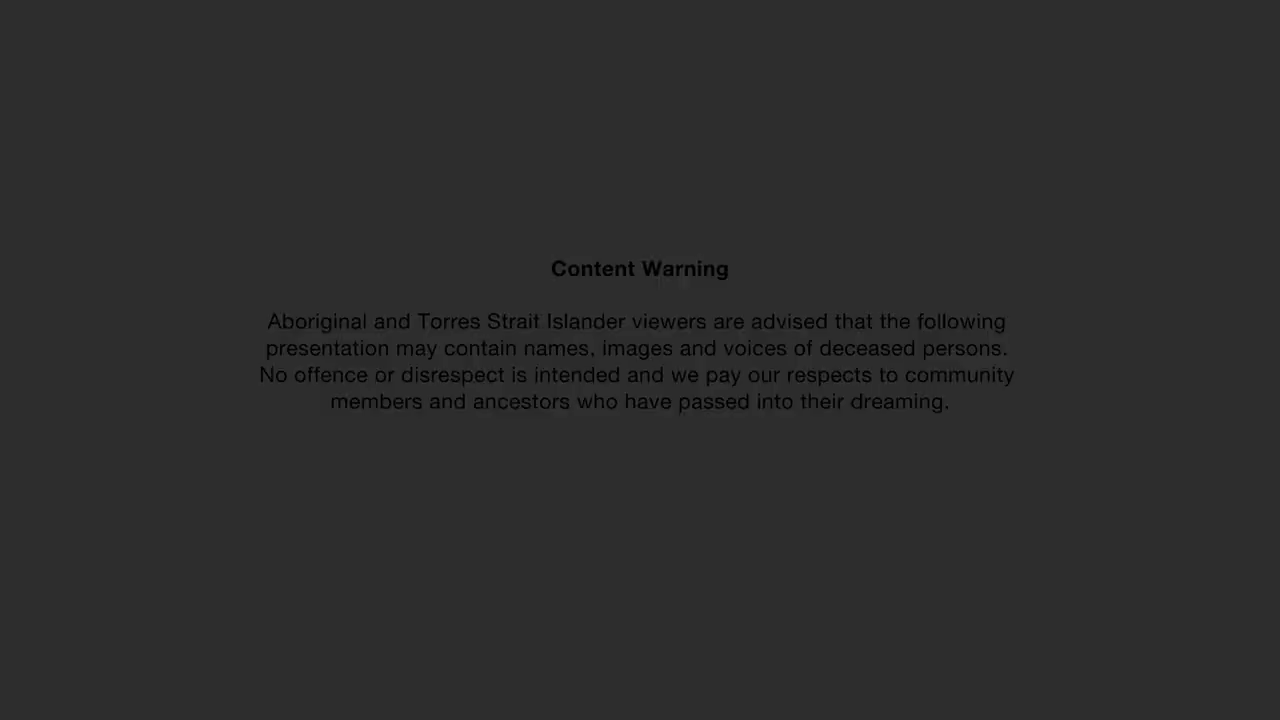 Content Warning
Aboriginal and Torres Strait Islander viewers are advised that the following
presentation may contain names, images and voices of deceased persons.
No offence or disrespect is intended and we pay our respects to community
members and ancestors who have passed into their dreaming.